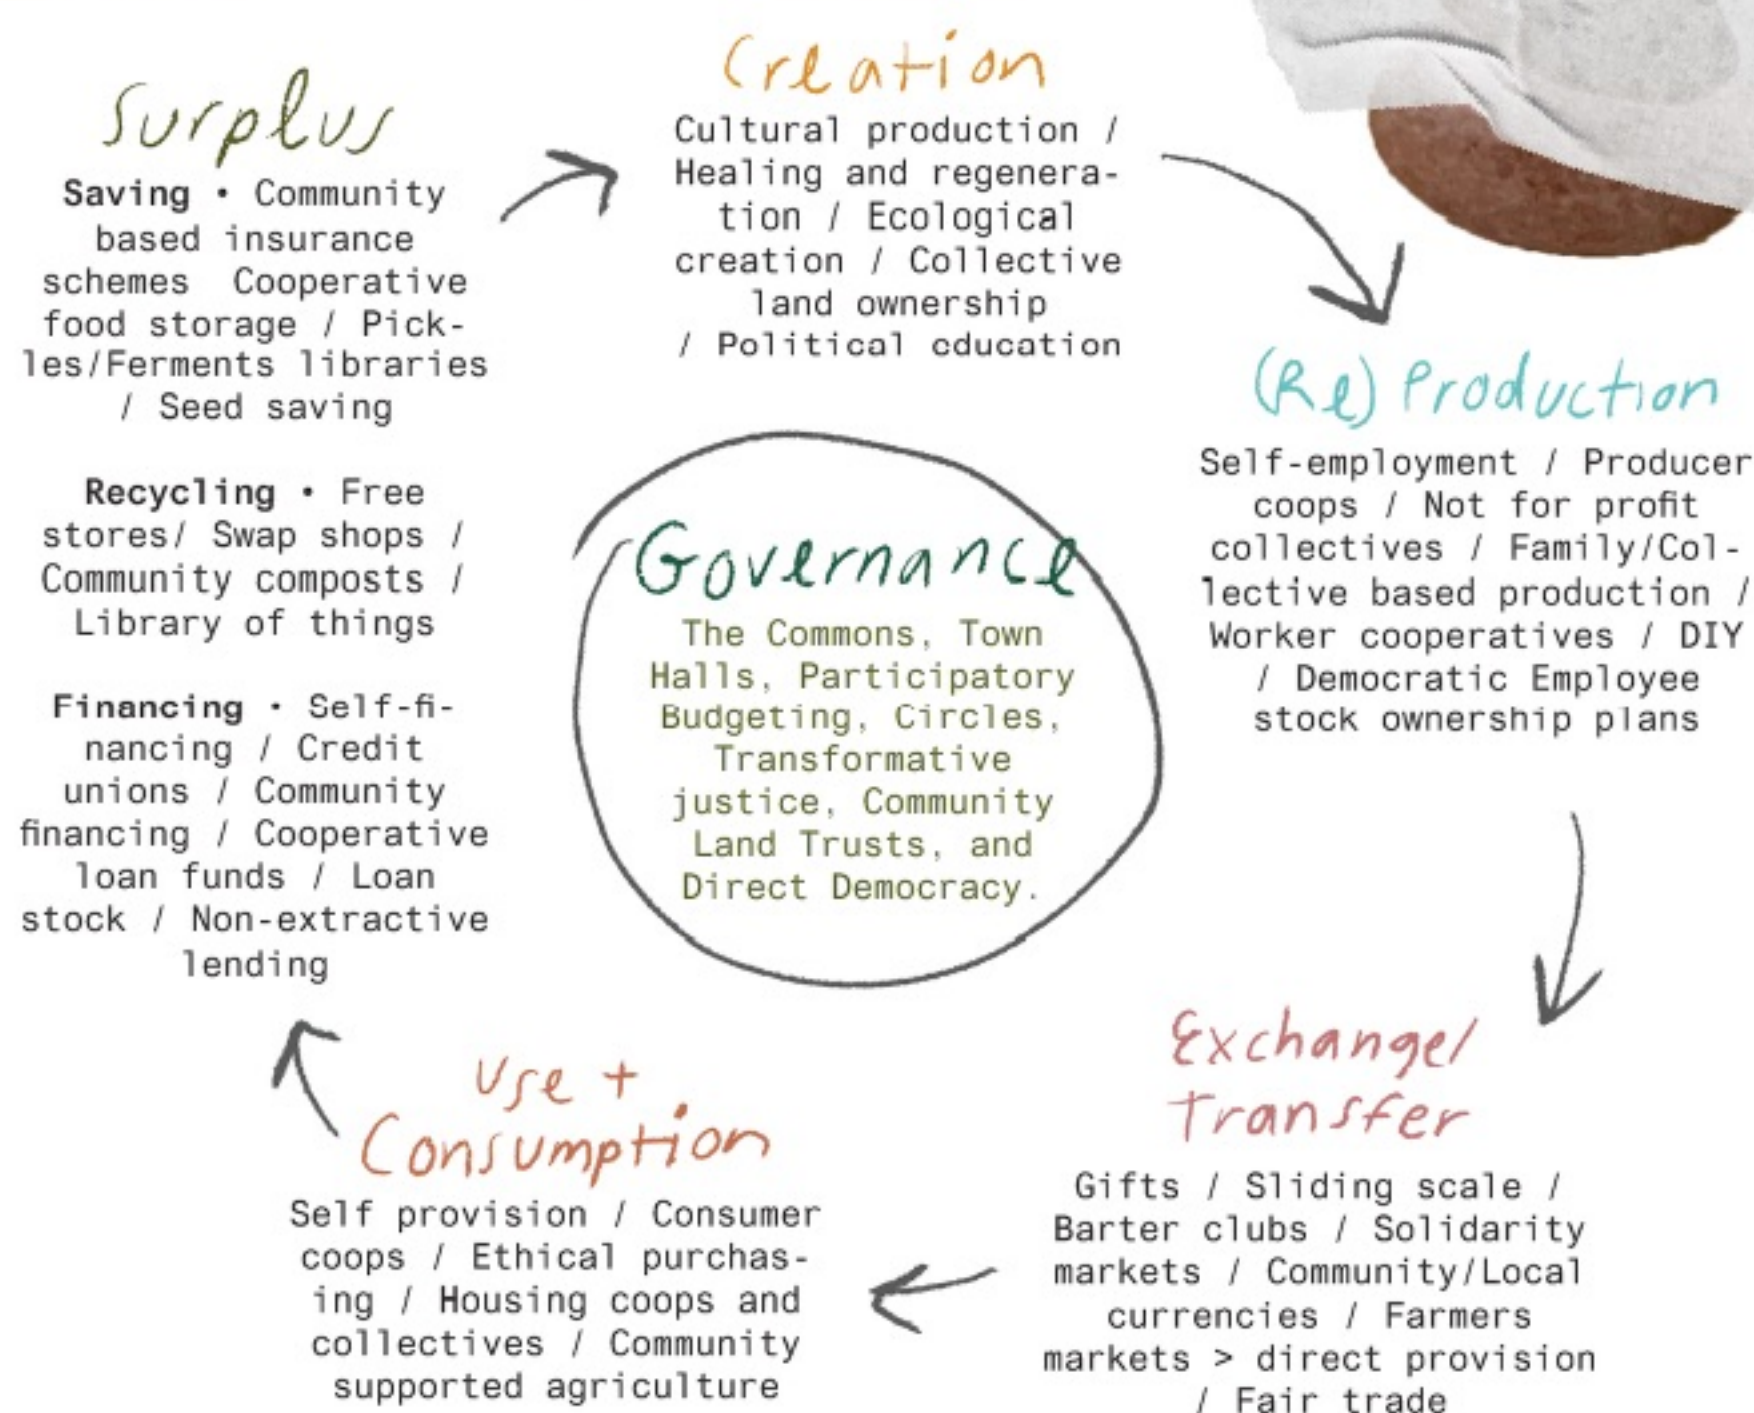 Surplus
Saving • Community
based insurance
schemes  Cooperative
food storage / Pick-
les/Ferments libraries
/ Seed saving
Recycling • Free
stores/ Swap shops /
Community composts /
Library of things
Financing • Self-fi-
nancing / Credit
unions / Community
financing / Cooperative
loan funds / Loan
stock / Non-extractive
lending
Creation
Cultural production /
Healing and regenera-
tion / Ecological
creation / Collective
land ownership
/ Political education
(Re) Production
Self-employment / Producer
coops / Not for profit
collectives / Family/Col-
lective based production /
Worker cooperatives / DIY
/ Democratic Employee
stock ownership plans
Governance
The Commons, Town
Halls, Participatory
Budgeting, Circles,
Transformative
justice, Community
Land Trusts, and
Direct Democracy.
Exchange/
Transfer
Gifts / Sliding scale /
Barter clubs / Solidarity
markets / Community/Local
currencies / Farmers
markets > direct provision
/ Fair trade
Use +
Consumption
Self provision / Consumer
coops / Ethical purchas-
ing / Housing coops and
collectives / Community
supported agriculture